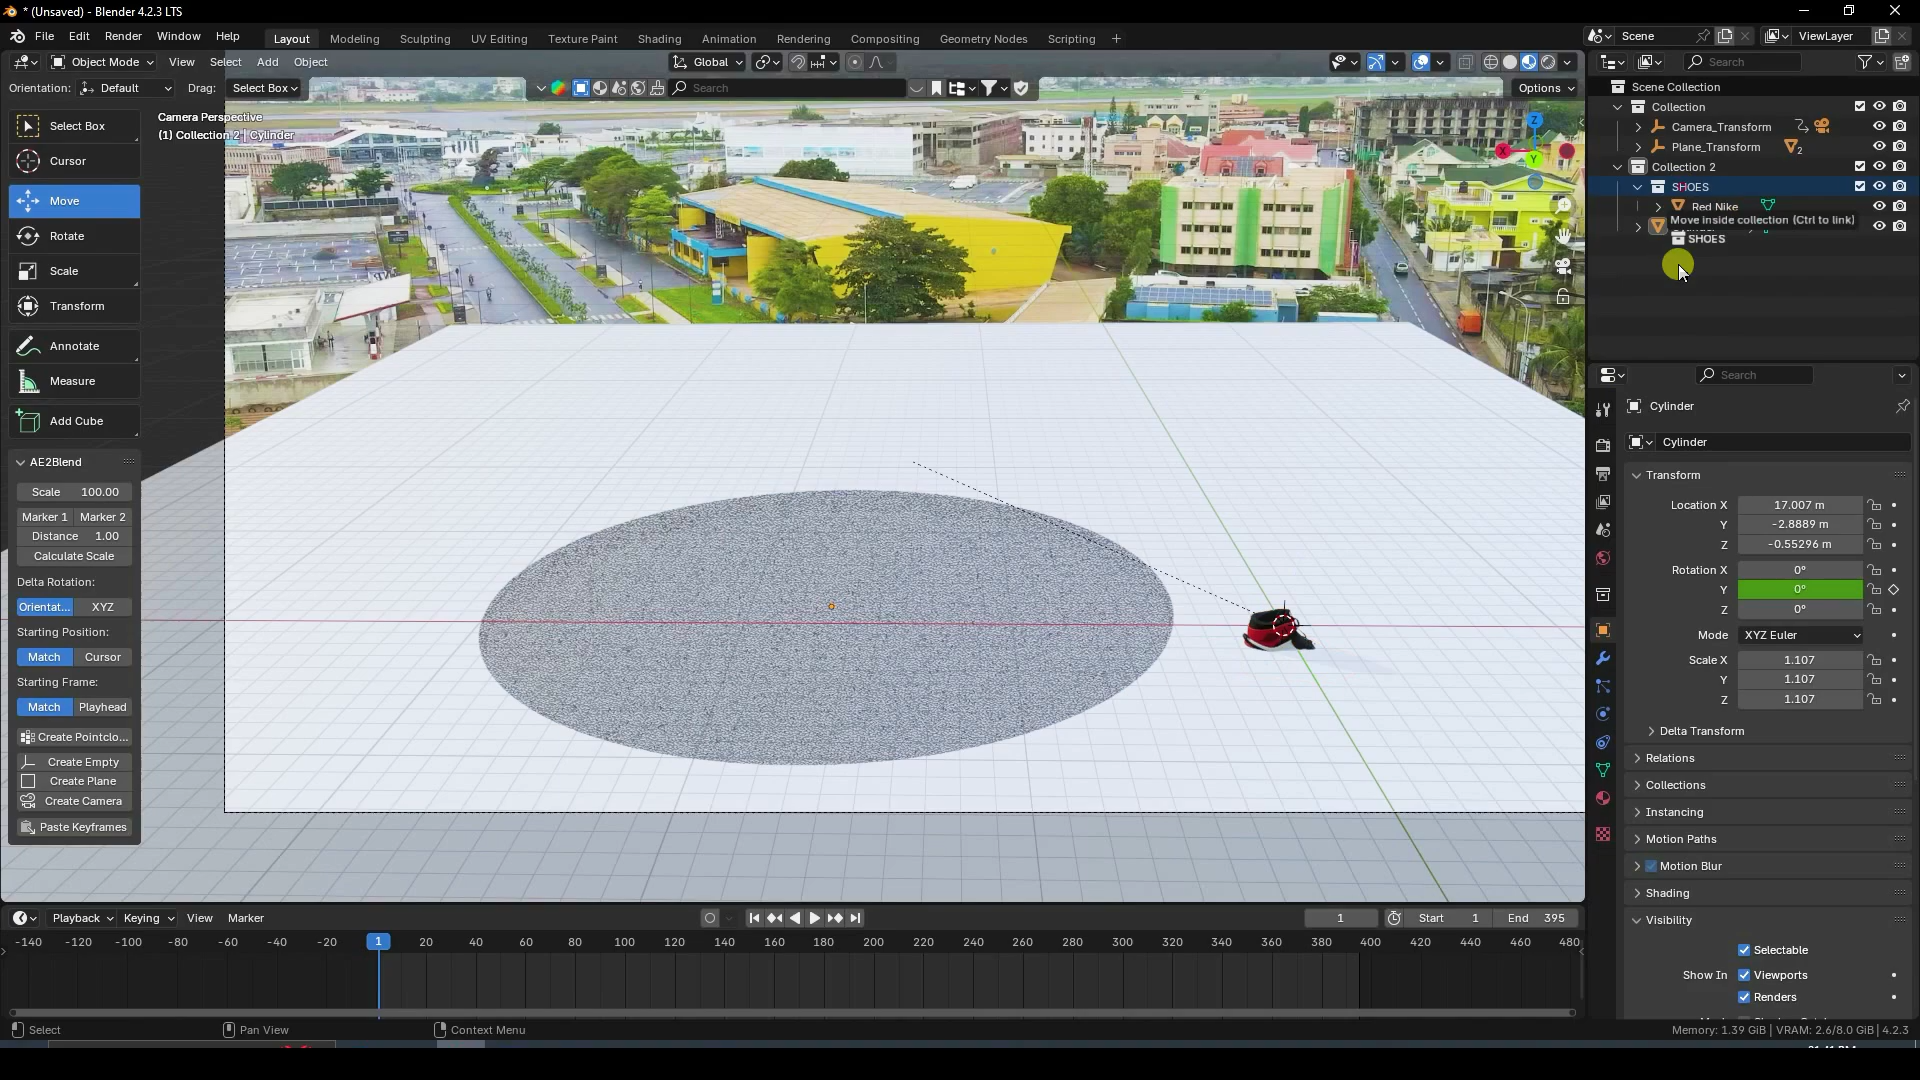 * (Unsaved) - Blender 4.2.3 LTS
File Edit Render Window Help
Layout Modeling Sculpting UV Editing Texture Paint Shading Animation Rendering Compositing Geometry Nodes Scripting +
Scene
ViewLayer
Object Mode View Select Add Object
Global
Search
Orientation: Default Drag: Select Box
Search
Options
Camera Perspective
(1) Collection 2 | Cylinder
Select Box
Cursor
Move
Rotate
Scale
Transform
Annotate
Measure
Add Cube
AE2Blend
Scale 100.00
Marker 1 Marker 2
Distance 1.00
Calculate Scale
Delta Rotation:
Orientat... XYZ
Starting Position:
Match Cursor
Starting Frame:
Match Playhead
Create Pointclo...
Create Empty
Create Plane
Create Camera
Paste Keyframes
Z
X
Y
Scene Collection
Collection
Camera_Transform
Plane_Transform
2
Collection 2
SHOES
Red Nike
Move inside collection (Ctrl to link)
SHOES
Search
Cylinder
Cylinder
Transform
Location X 17.007 m
Y -2.8889 m
Z -0.55296 m
Rotation X 0°
Y 0°
Z 0°
Mode XYZ Euler
Scale X 1.107
Y 1.107
Z 1.107
Delta Transform
Relations
Collections
Instancing
Motion Paths
Motion Blur
Shading
Visibility
Selectable
Show In Viewports
Renders
Playback Keying View Marker
1
Start 1 End 395
-140 -120 -100 -80 -60 -40 -20 1 20 40 60 80 100 120 140 160 180 200 220 240 260 280 300 320 340 360 380 400 420 440 460 480
Select
Pan View
Context Menu
Memory: 1.39 GiB | VRAM: 2.6/8.0 GiB | 4.2.3